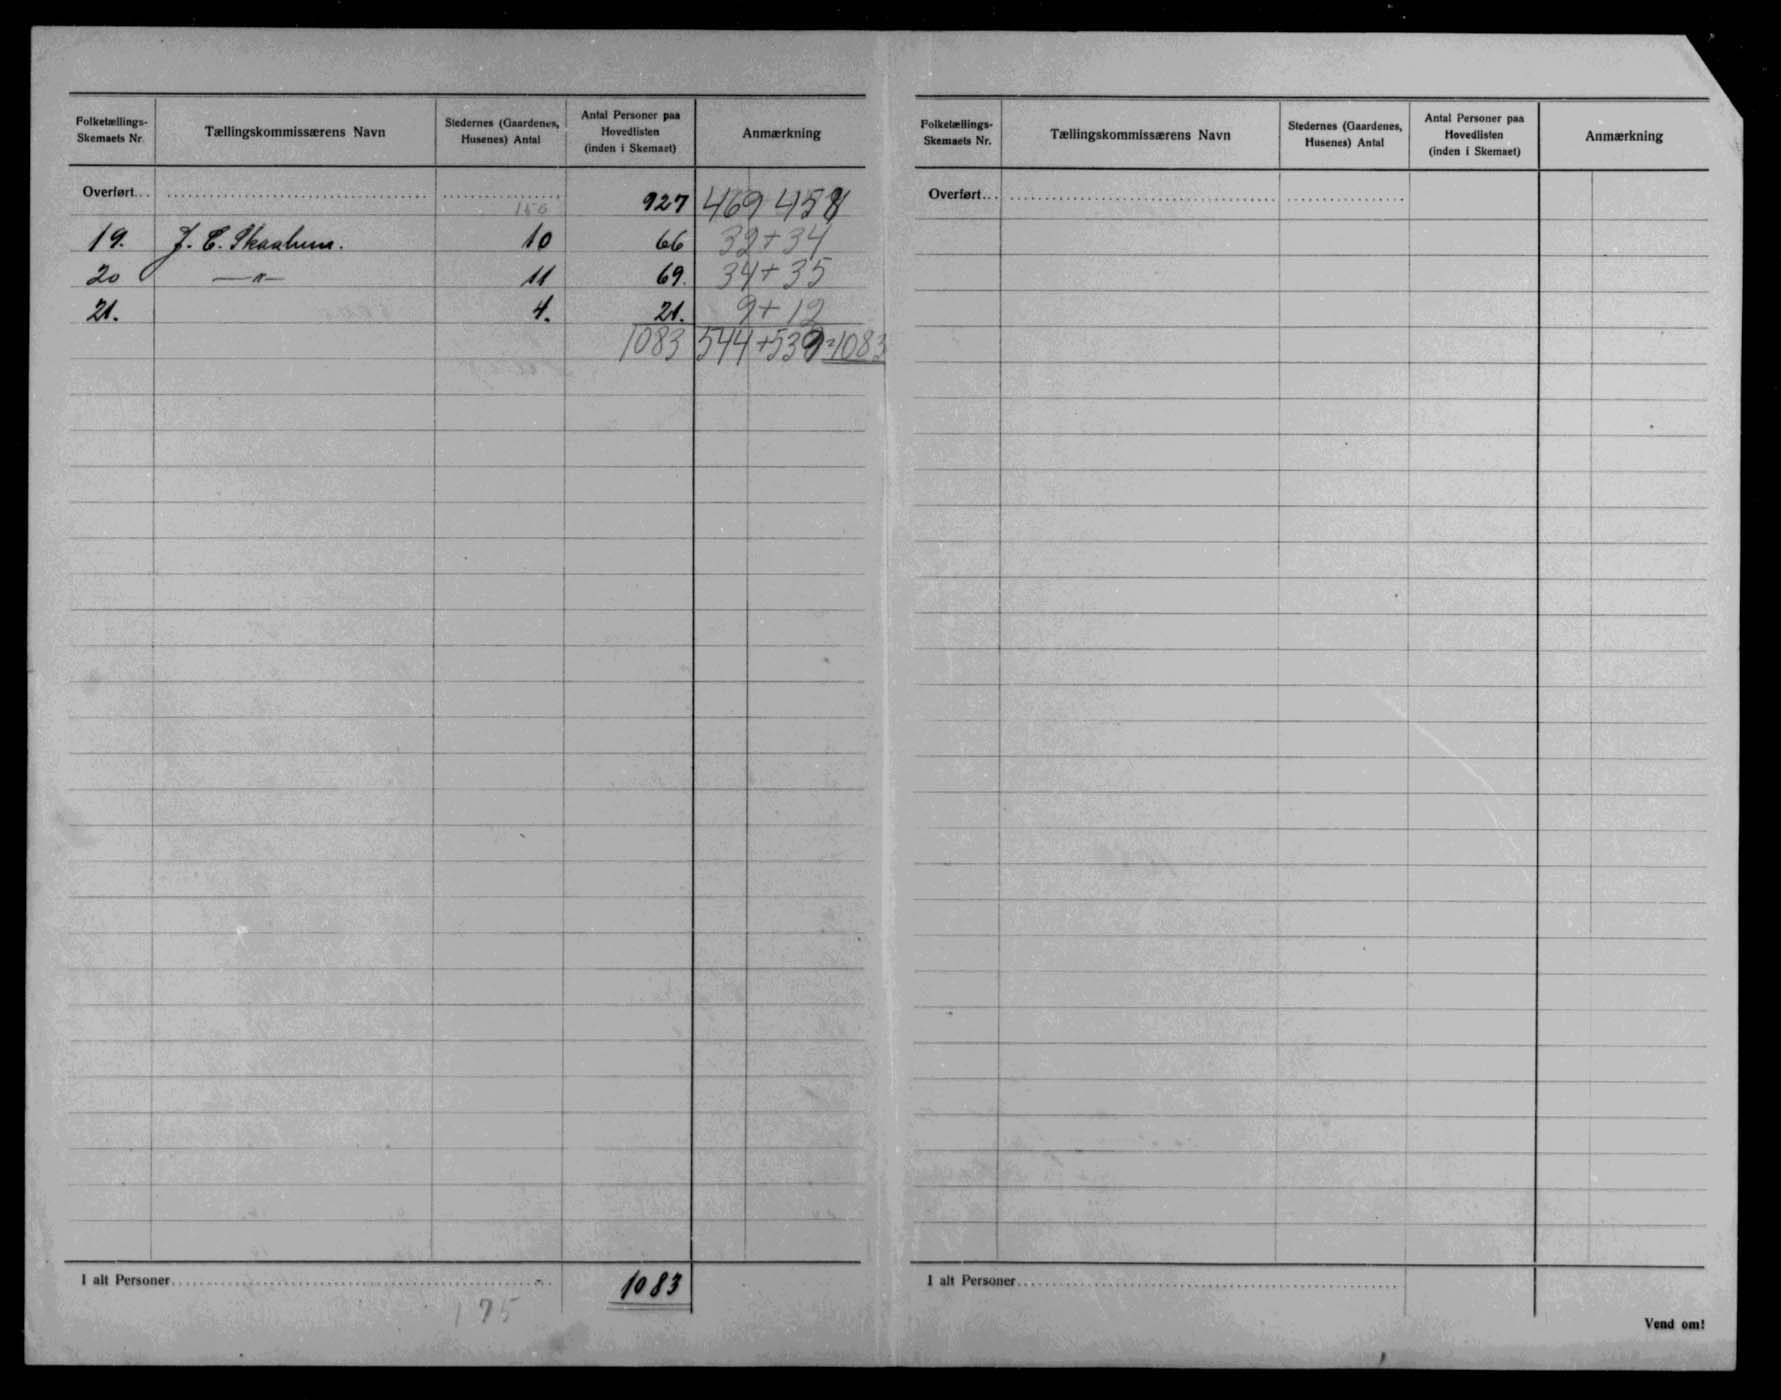 Folketællings-Skemaets Nr. Tællingskommissærens Navn Stedernes (Gaardenes, Husenes) Antal Antal Personer paa Hovedlisten (inden i Skemaet) Anmærkning
Overført... 150 927 469 458
19. J. C. 10 66 32+34
20 —〃— 11 69. 34+35
21. 4. 21. 9+12
1083 544+539=1083
I alt Personer 1083
175
Folketællings-Skemaets Nr. Tællingskommissærens Navn Stedernes (Gaardenes, Husenes) Antal Antal Personer paa Hovedlisten (inden i Skemaet) Anmærkning
Overført...
I alt Personer
Vend om!